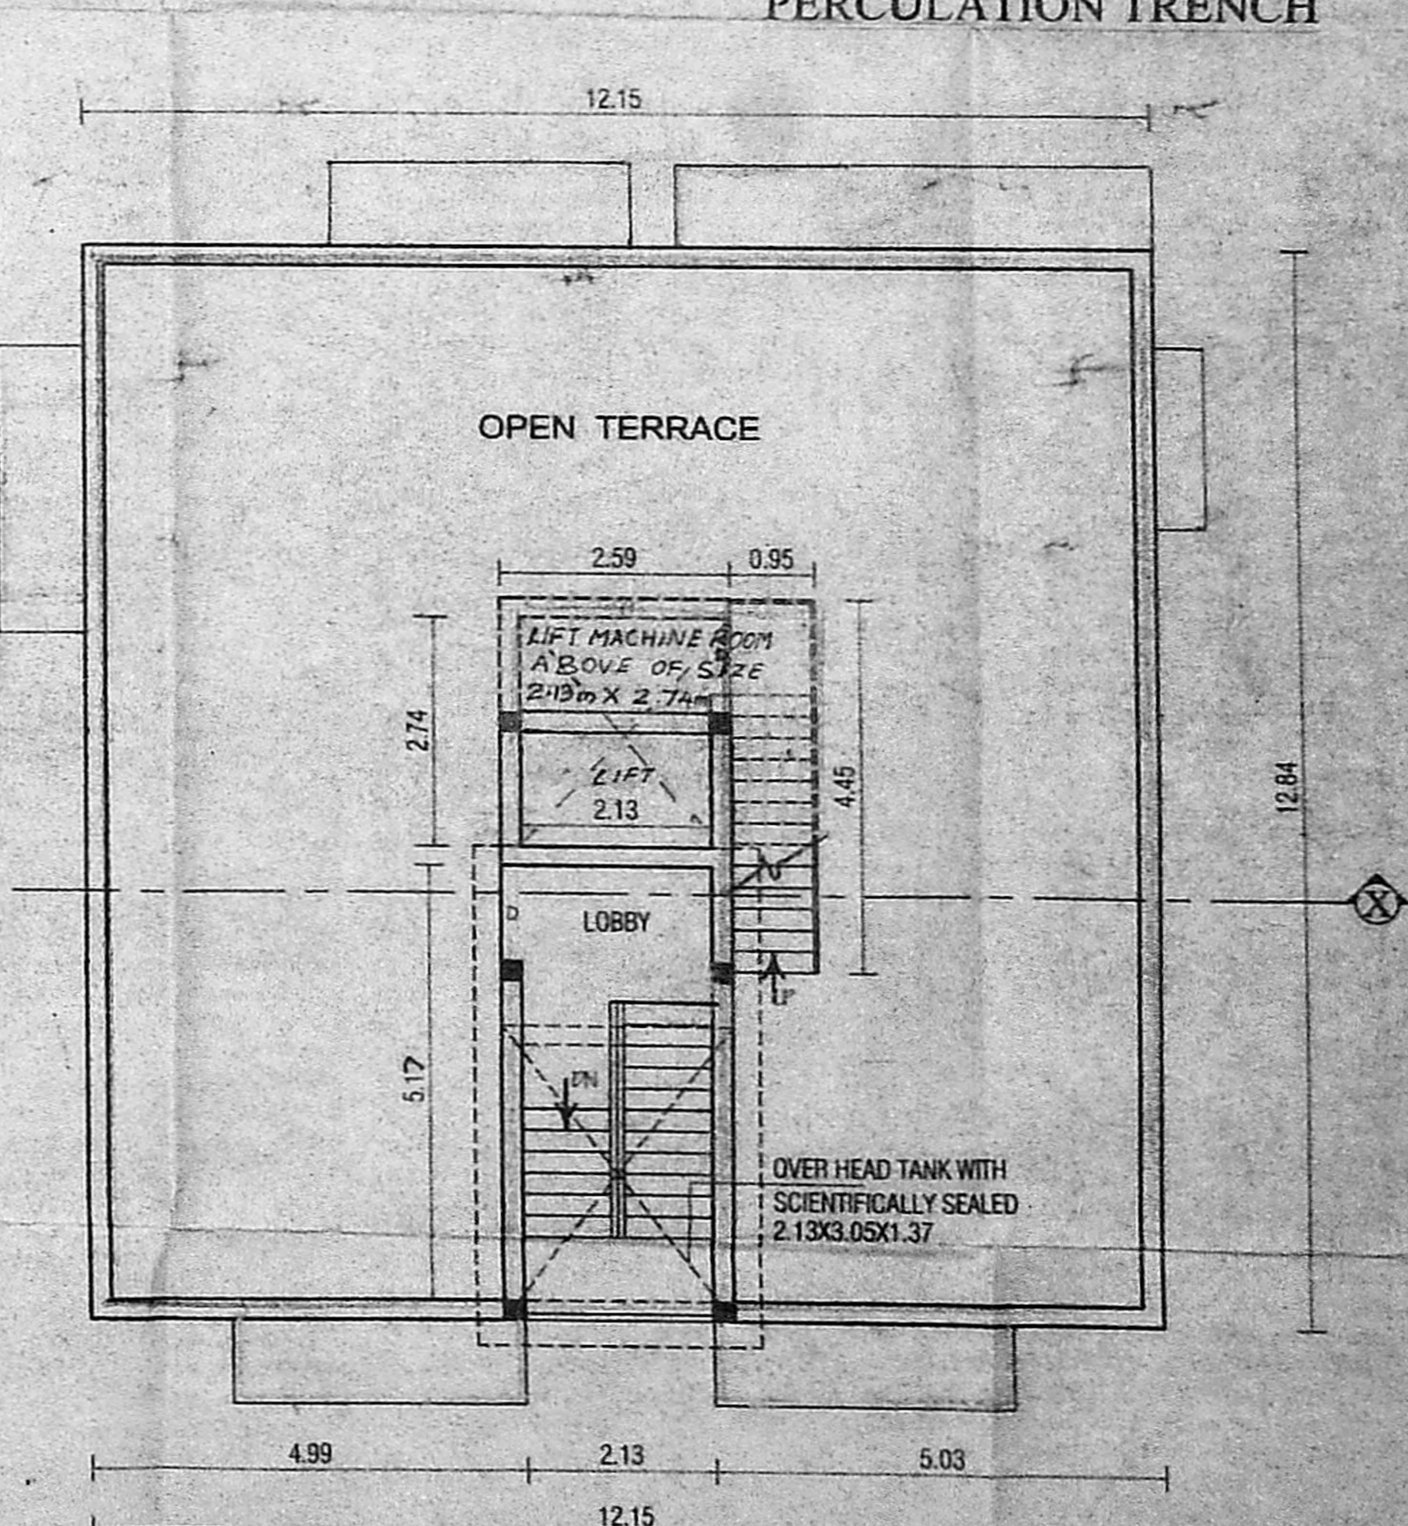 PERCULATION TRENCH
12.15
OPEN TERRACE
2.59
0.95
LIFT MACHINE ROOM
ABOVE OF SIZE
2.13m X 2.74m
2.74
LIFT
2.13
4.45
12.84
X
D
LOBBY
UP
5.17
DN
OVER HEAD TANK WITH
SCIENTIFICALLY SEALED
2.13X3.05X1.37
4.99
2.13
5.03
12.15